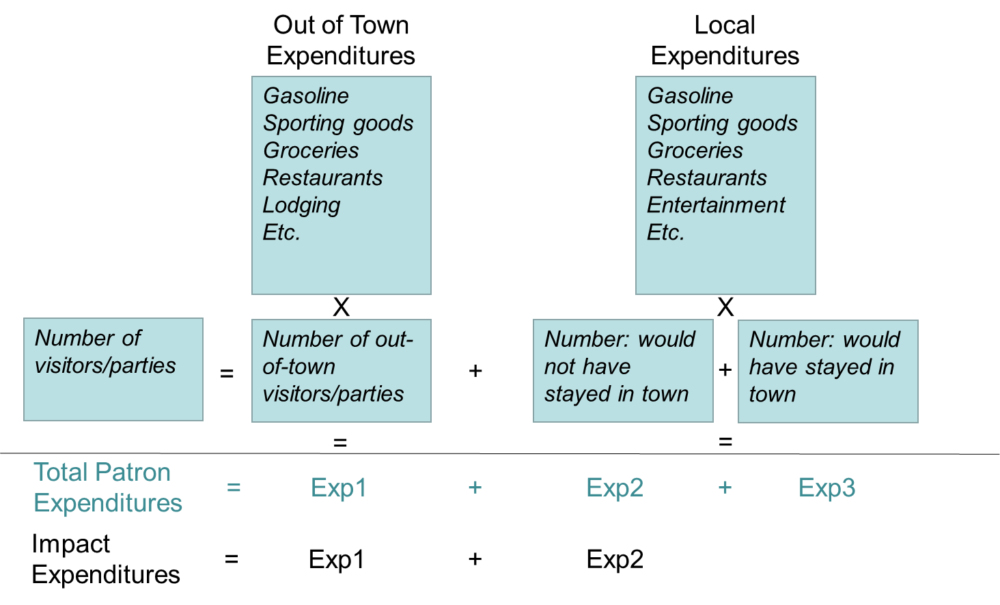 Out of Town
Expenditures
Local
Expenditures
Gasoline
Sporting goods
Groceries
Restaurants
Lodging
Etc.
Gasoline
Sporting goods
Groceries
Restaurants
Entertainment
Etc.
X
X
Number of
visitors/parties
=
Number of out-
of-town
visitors/parties
+
Number: would
not have
stayed in town
+
Number: would
have stayed in
town
=
=
Total Patron
Expenditures
= Exp1 + Exp2 + Exp3
Impact
Expenditures
= Exp1 + Exp2